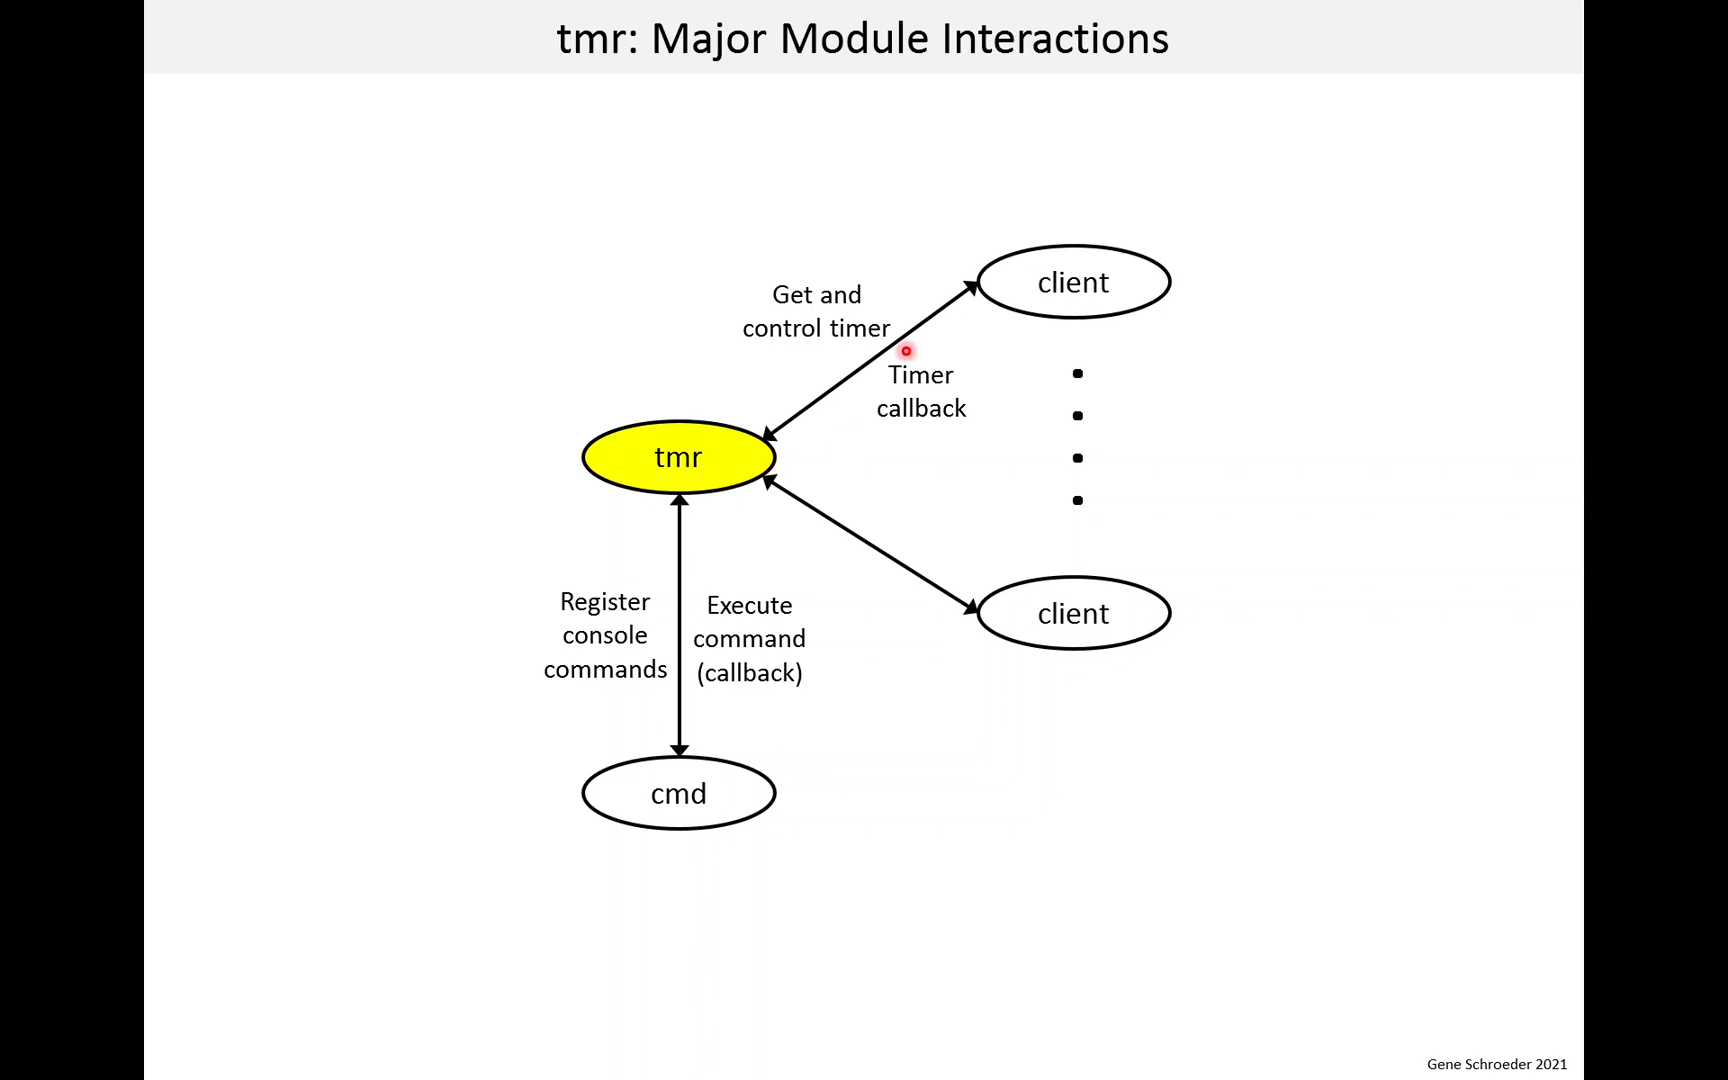 tmr: Major Module Interactions
client
Get and
control timer
Timer
callback
tmr
client
Register
console
commands
Execute
command
(callback)
cmd
Gene Schroeder 2021